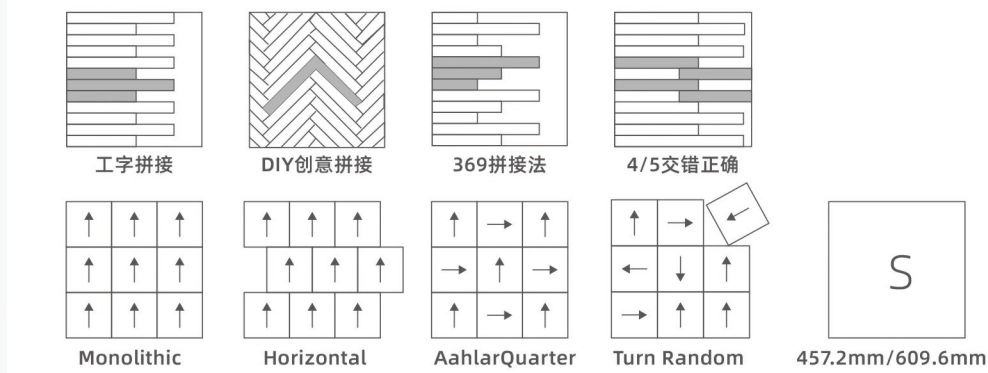 工字拼接
DIY创意拼接
369拼接法
4/5交错正确
S
Monolithic
Horizontal
AahlarQuarter
Turn Random
457.2mm/609.6mm